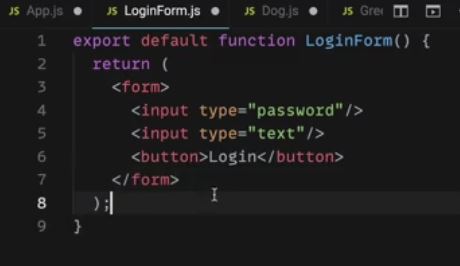 JS App.js JS LoginForm.js JS Dog.js JS
1 export default function LoginForm() {
2   return (
3     <form>
4       <input type="password"/>
5       <input type="text"/>
6       <button>Login</button>
7     </form>
8   );
9 }